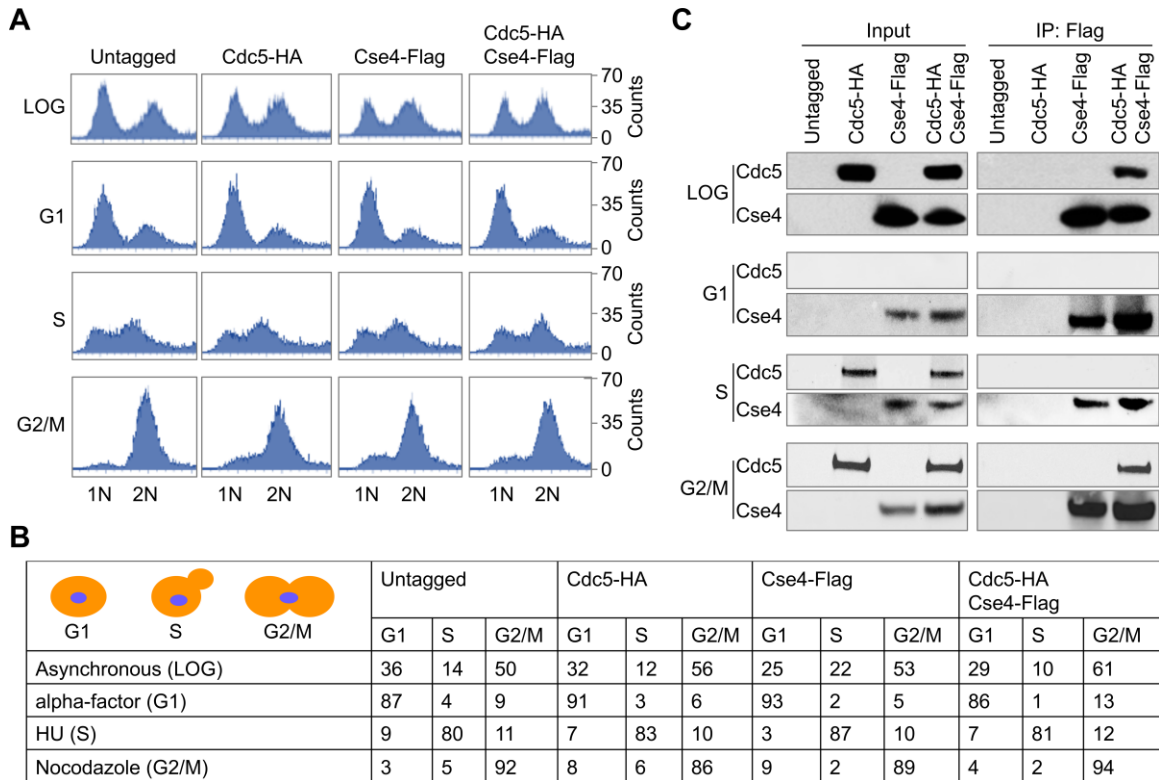 A
Untagged
Cdc5-HA
Cse4-Flag
Cdc5-HA
Cse4-Flag
LOG
70
35
0
Counts
G1
70
35
0
Counts
S
70
35
0
Counts
G2/M
70
35
0
Counts
1N 2N 1N 2N 1N 2N 1N 2N
C
Input
IP: Flag
Untagged
Cdc5-HA
Cse4-Flag
Cdc5-HA
Cse4-Flag
Untagged
Cdc5-HA
Cse4-Flag
Cdc5-HA
Cse4-Flag
LOG
Cdc5
Cse4
G1
Cdc5
Cse4
S
Cdc5
Cse4
G2/M
Cdc5
Cse4
B
G1 S G2/M
Untagged
Cdc5-HA
Cse4-Flag
Cdc5-HA
Cse4-Flag
G1 S G2/M G1 S G2/M G1 S G2/M G1 S G2/M
Asynchronous (LOG) 36 14 50 32 12 56 25 22 53 29 10 61
alpha-factor (G1) 87 4 9 91 3 6 93 2 5 86 1 13
HU (S) 9 80 11 7 83 10 3 87 10 7 81 12
Nocodazole (G2/M) 3 5 92 8 6 86 9 2 89 4 2 94